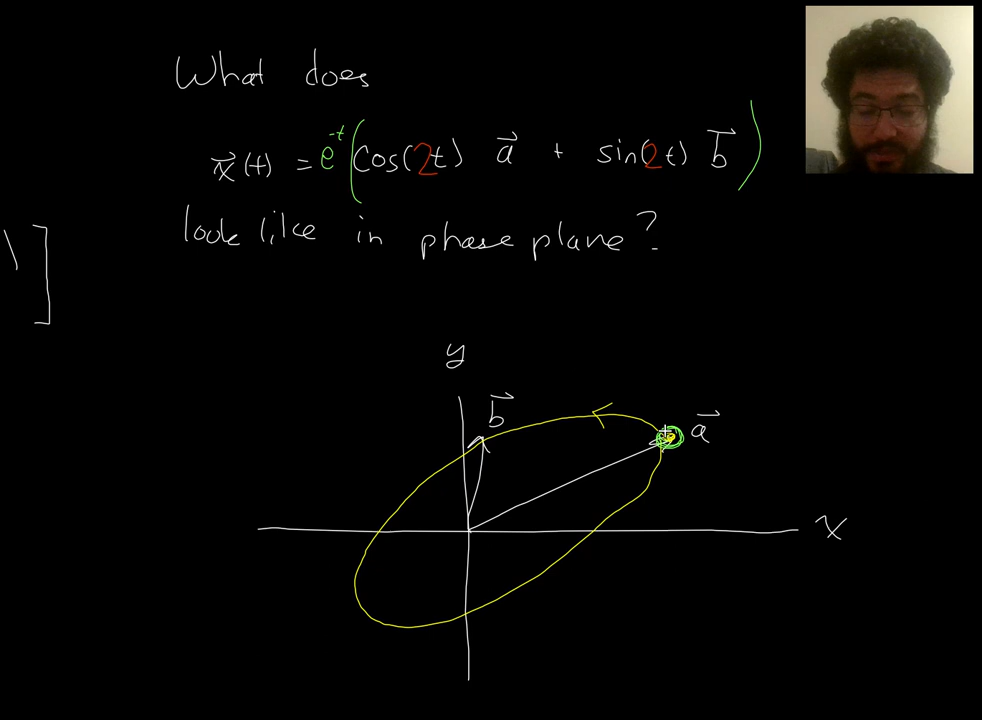 What does
x⃗(t) = e^-t (cos(2t) a⃗ + sin(2t) b⃗)
look like in phase plane?
\ ]
y
b⃗
a⃗
x